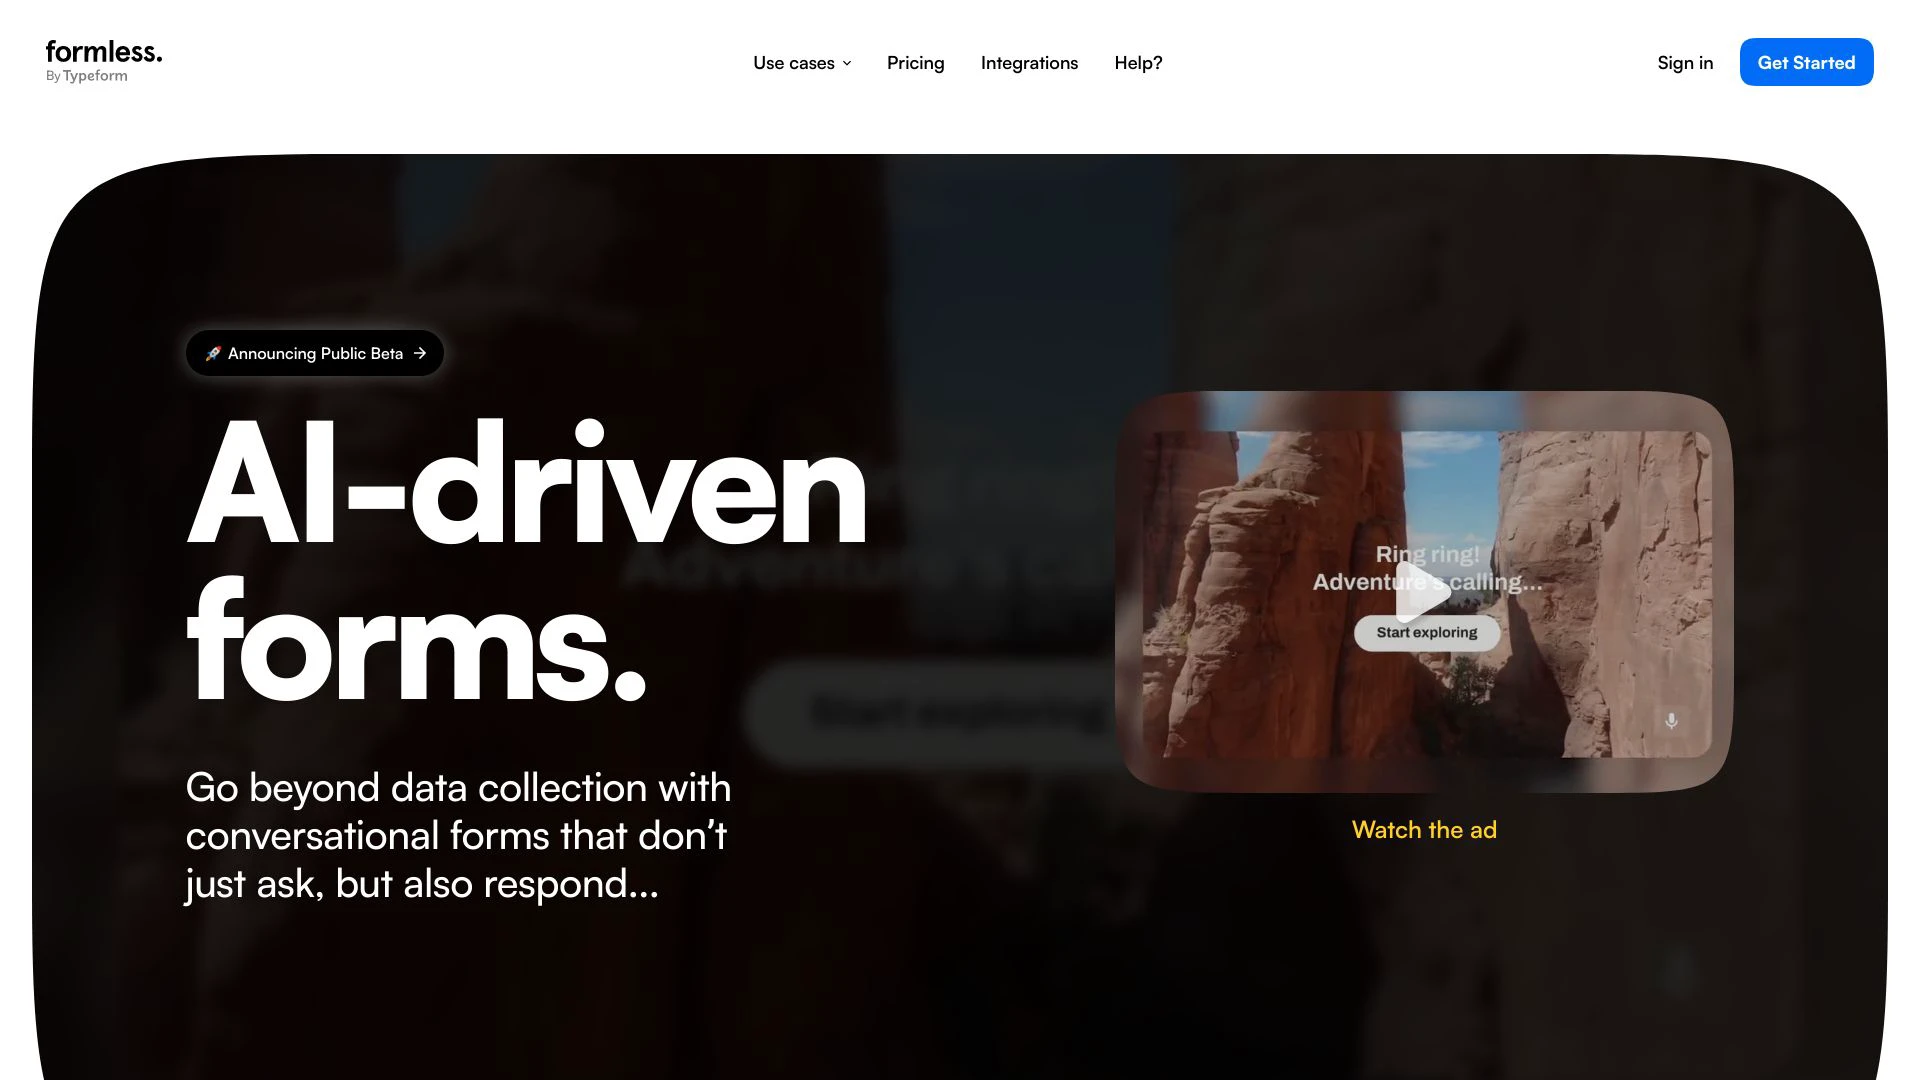 formless.
By Typeform
Use cases
Pricing
Integrations
Help?
Sign in
Get Started
🚀 Announcing Public Beta →
AI-driven
forms.
Go beyond data collection with
conversational forms that don’t
just ask, but also respond...
Ring ring!
Adventure's calling...
Start exploring
Watch the ad